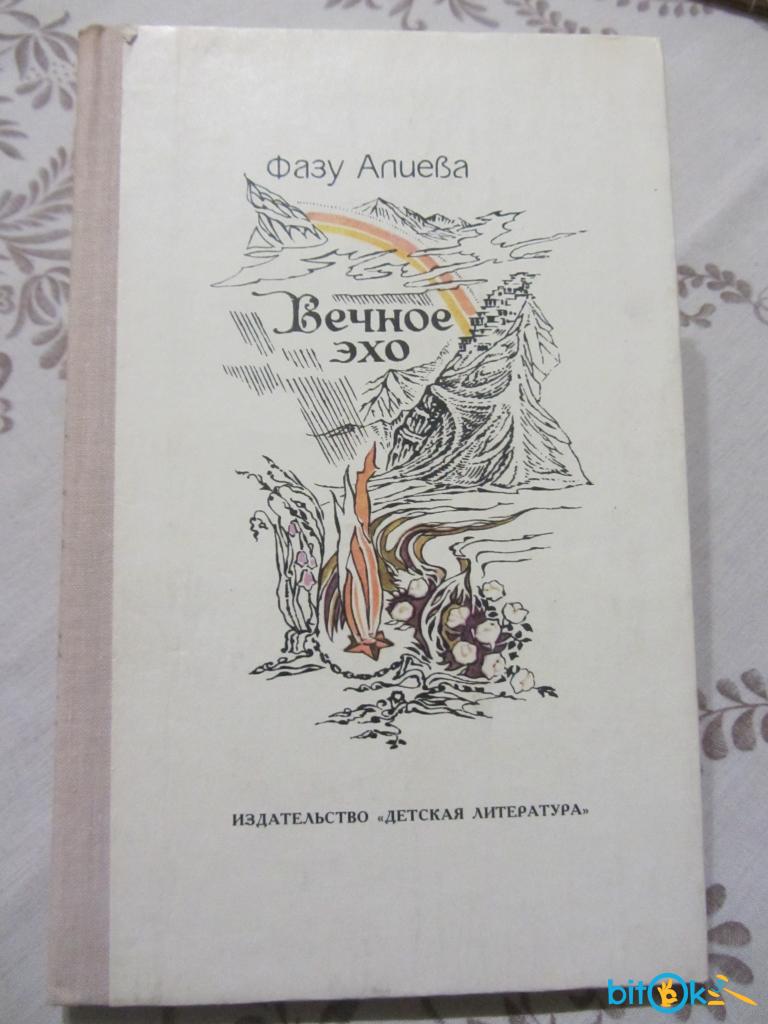 Фазу Алиева
Вечное
эхо
ИЗДАТЕЛЬСТВО «ДЕТСКАЯ ЛИТЕРАТУРА»
bitOk